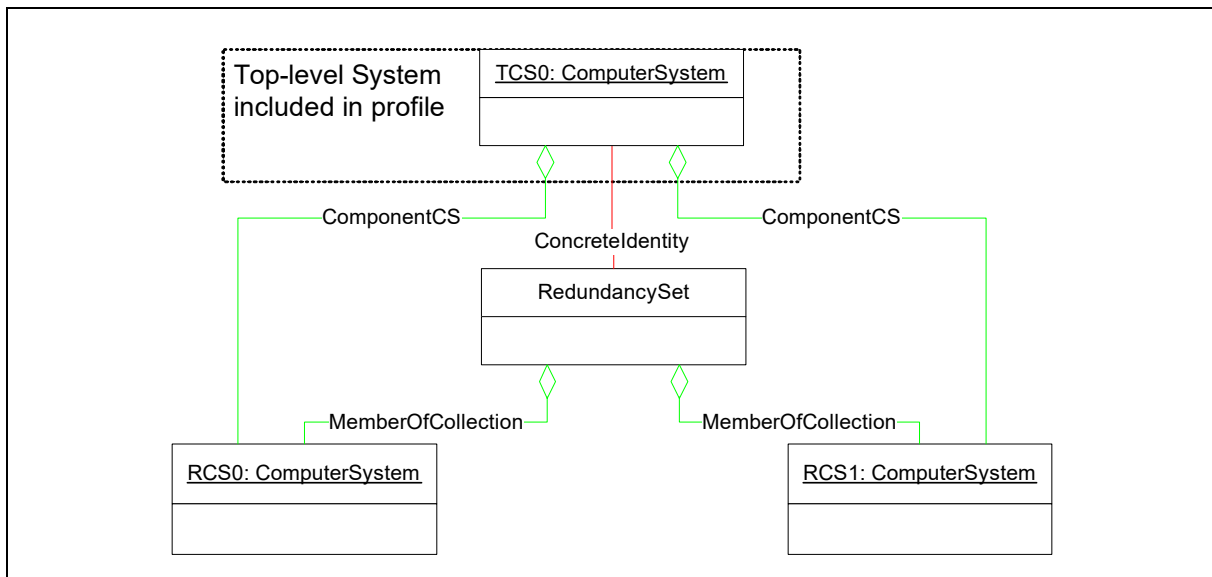 Top-level System
included in profile
TCS0: ComputerSystem
ComponentCS
ComponentCS
ConcreteIdentity
RedundancySet
MemberOfCollection
MemberOfCollection
RCS0: ComputerSystem
RCS1: ComputerSystem